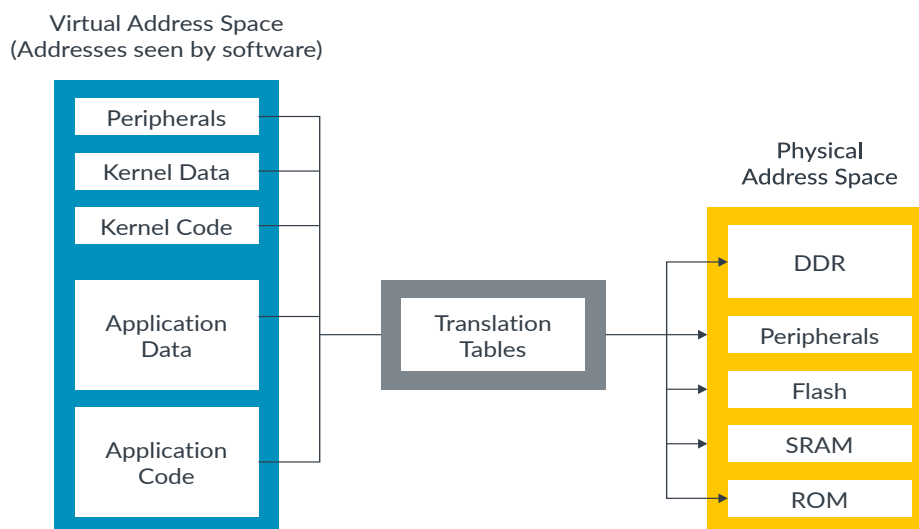 Virtual Address Space
(Addresses seen by software)
Peripherals
Kernel Data
Kernel Code
Application
Data
Application
Code
Translation
Tables
Physical
Address Space
DDR
Peripherals
Flash
SRAM
ROM